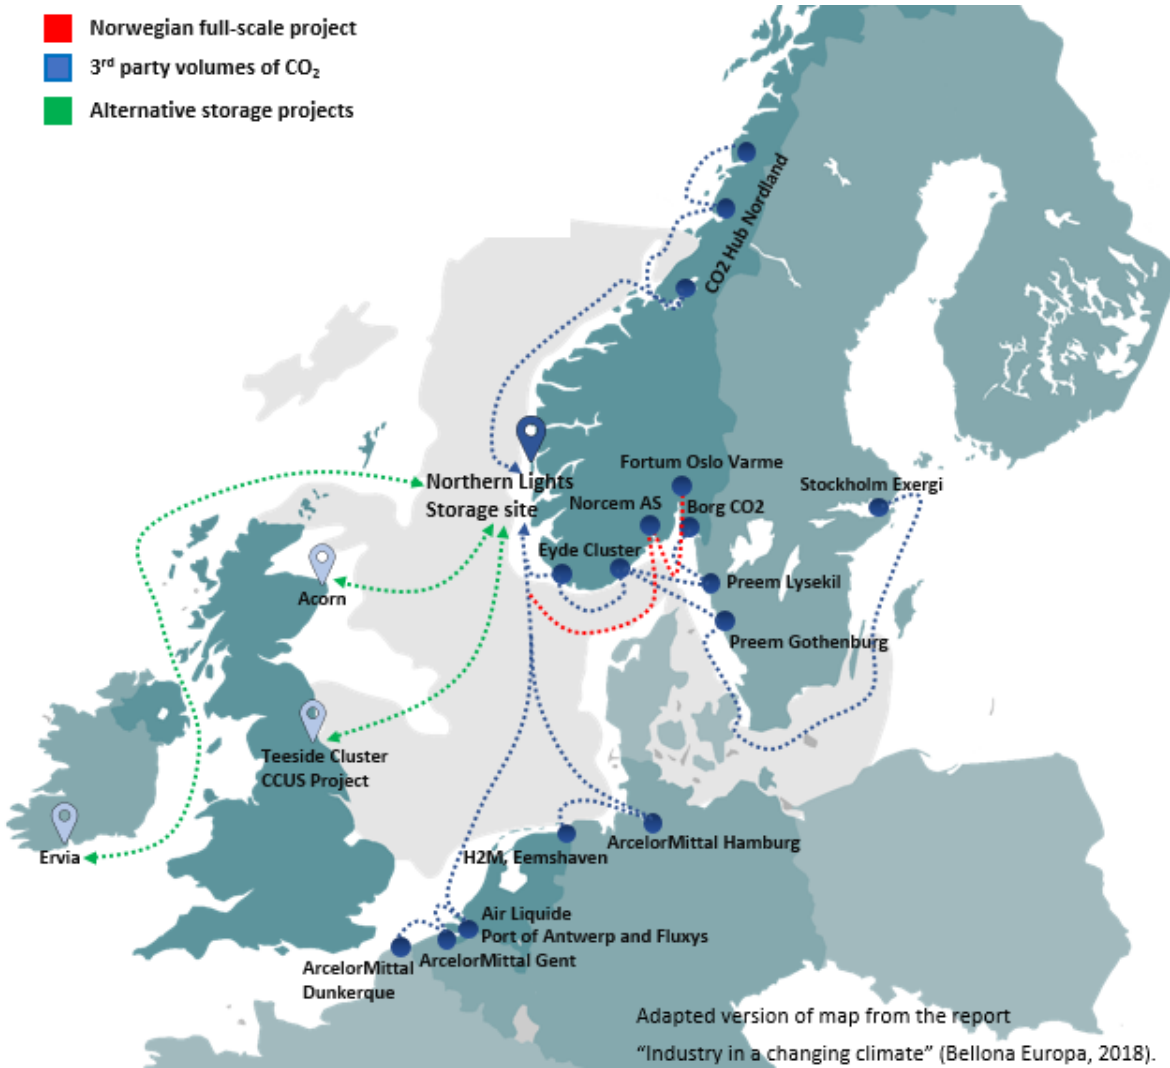 Norwegian full-scale project
3rd party volumes of CO₂
Alternative storage projects
CO2 Hub Nordland
Fortum Oslo Varme
Stockholm Exergi
Northern Lights
Storage site
Norcem AS
Borg CO2
Eyde Cluster
Preem Lysekil
Acorn
Preem Gothenburg
Teeside Cluster
CCUS Project
ArcelorMittal Hamburg
H2M, Eemshaven
Ervia
Air Liquide
Port of Antwerp and Fluxys
ArcelorMittal Gent
ArcelorMittal
Dunkerque
Adapted version of map from the report
“Industry in a changing climate” (Bellona Europa, 2018).